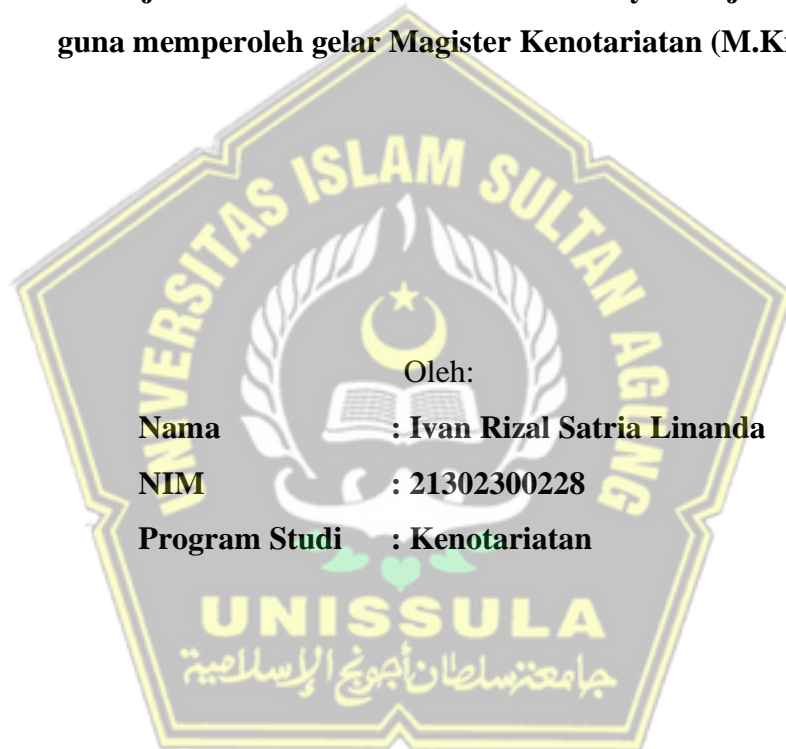 guna memperoleh gelar Magister Kenotariatan
UNIVERSITAS ISLAM SULTAN AGUNG
Oleh:
Nama : Ivan Rizal Satria Linanda
NIM : 21302300228
Program Studi : Kenotariatan
UNISSULA
جامعة سلطان أجونج الإسلامية